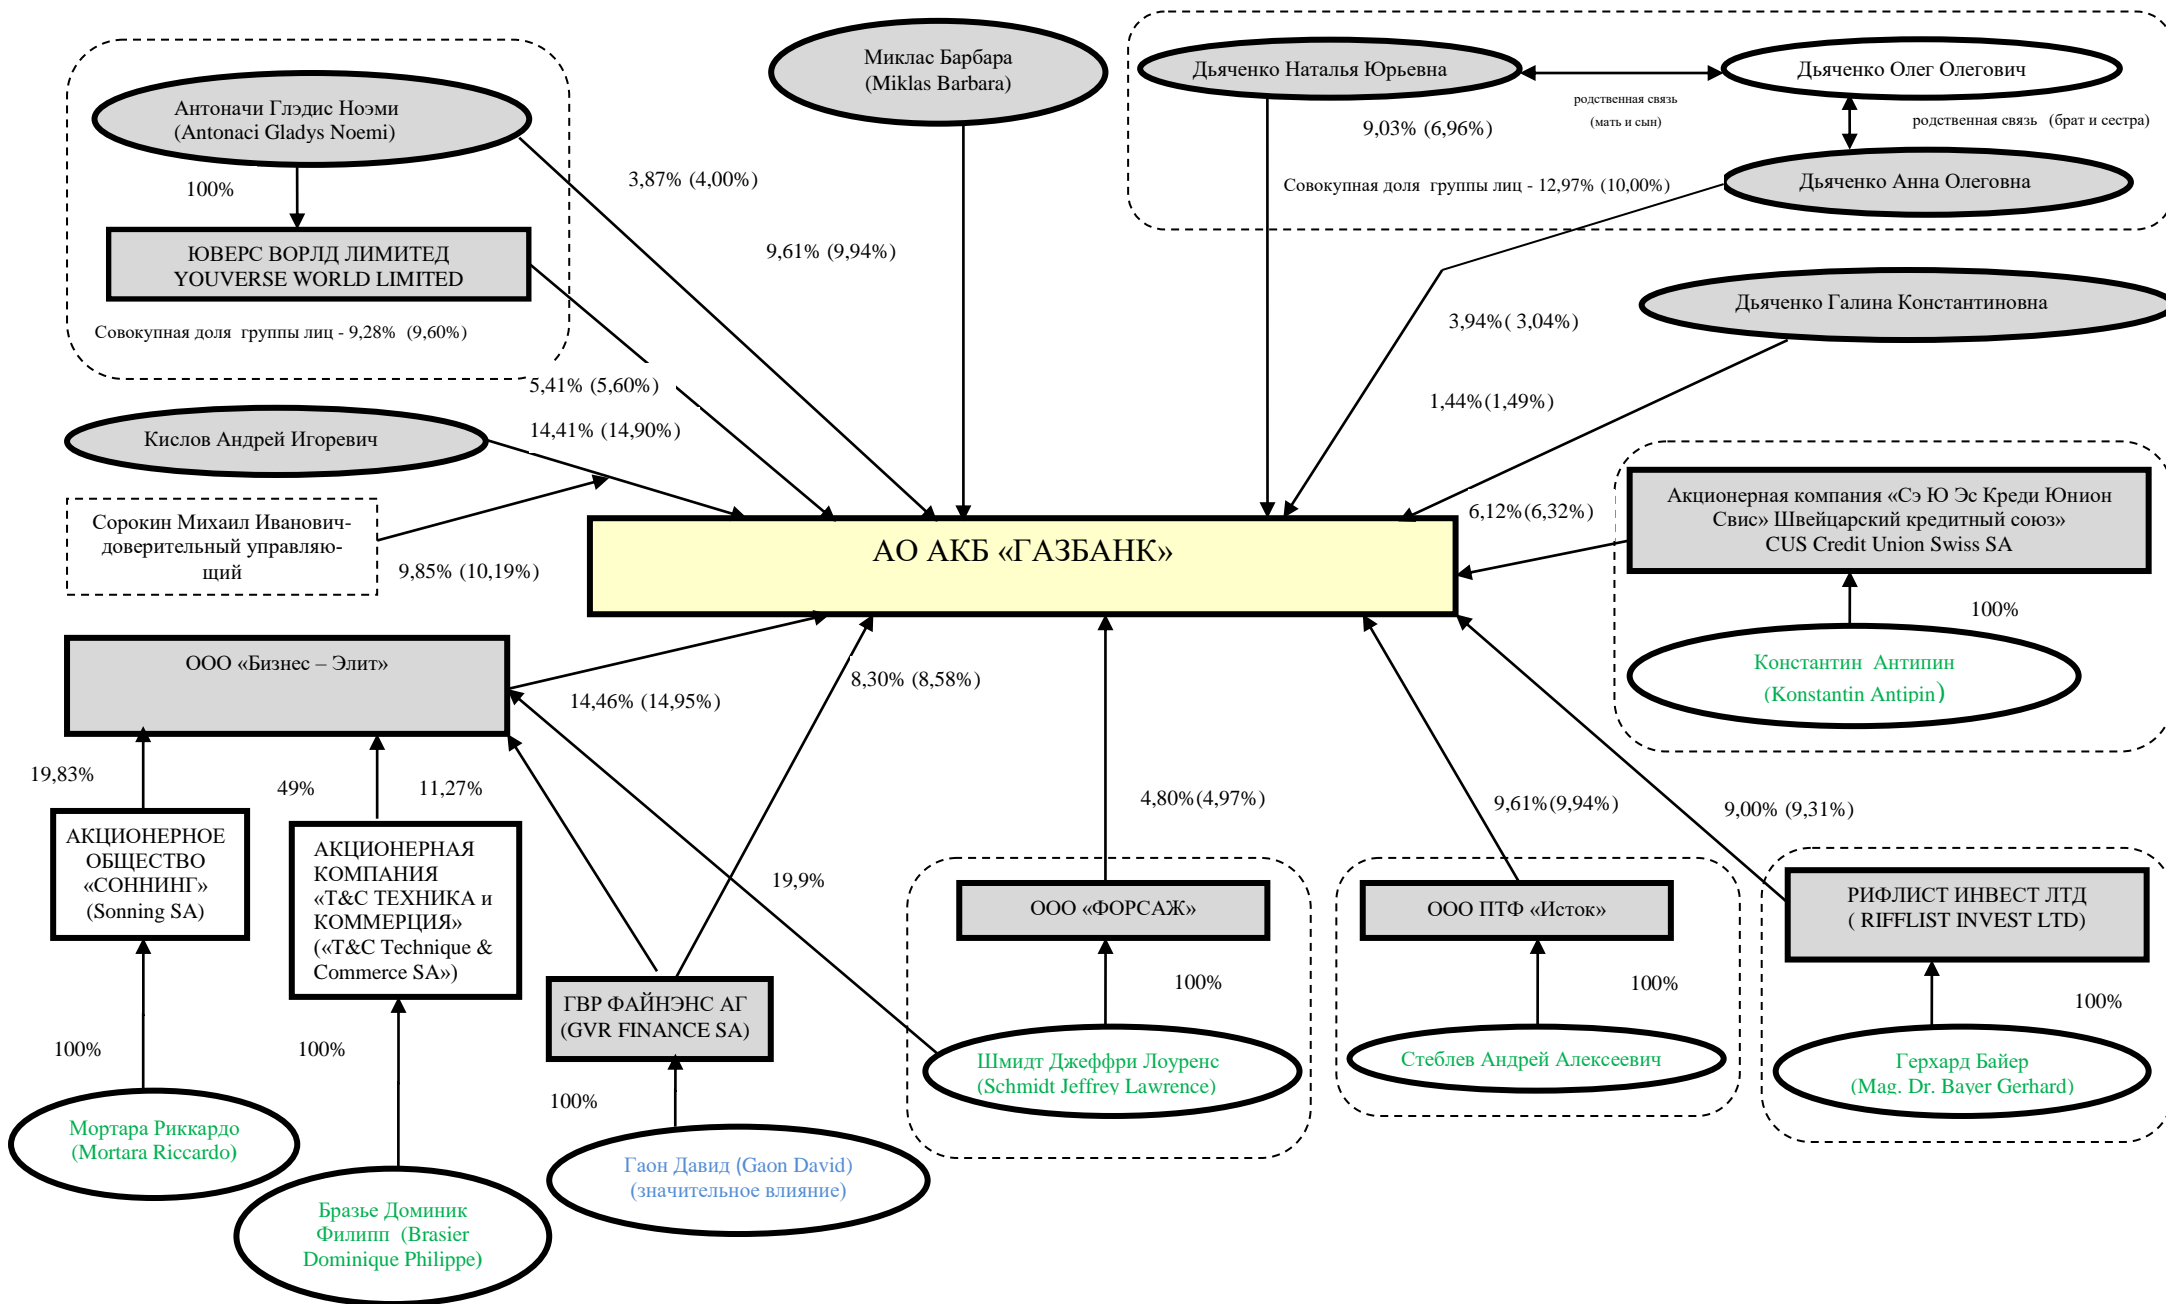 Миклас Барбара
(Miklas Barbara)
Дьяченко Наталья Юрьевна
Дьяченко Олег Олегович
родственная связь
(мать и сын)
9,03% (6,96%)
родственная связь (брат и сестра)
Совокупная доля группы лиц - 12,97% (10,00%)
Дьяченко Анна Олеговна
Антоначи Глэдис Ноэми
(Antonaci Gladys Noemi)
100%
3,87% (4,00%)
ЮВЕРС ВОРЛД ЛИМИТЕД
YOUVERSE WORLD LIMITED
9,61% (9,94%)
Совокупная доля группы лиц - 9,28% (9,60%)
Дьяченко Галина Константиновна
3,94%( 3,04%)
5,41% (5,60%)
1,44%(1,49%)
Кислов Андрей Игоревич
14,41% (14,90%)
Сорокин Михаил Иванович-
доверительный управляю-
щий
9,85% (10,19%)
АО АКБ «ГАЗБАНК»
6,12%(6,32%)
Акционерная компания «Сэ Ю Эс Креди Юнион
Свис» Швейцарский кредитный союз»
CUS Credit Union Swiss SA
100%
Константин Антипин
(Konstantin Antipin)
ООО «Бизнес – Элит»
14,46% (14,95%)
8,30% (8,58%)
19,83%
49%
11,27%
4,80%(4,97%)
9,61%(9,94%)
9,00% (9,31%)
АКЦИОНЕРНОЕ
ОБЩЕСТВО
«СОННИНГ»
(Sonning SA)
АКЦИОНЕРНАЯ
КОМПАНИЯ
«T&C ТЕХНИКА и
КОММЕРЦИЯ»
(«T&C Technique &
Commerce SA»)
19,9%
ООО «ФОРСАЖ»
ООО ПТФ «Исток»
РИФЛИСТ ИНВЕСТ ЛТД
( RIFFLIST INVEST LTD)
ГВР ФАЙНЭНС АГ
(GVR FINANCE SA)
100%
100%
100%
100%
100%
100%
Шмидт Джеффри Лоуренс
(Schmidt Jeffrey Lawrence)
Стеблев Андрей Алексеевич
Герхард Байер
(Mag. Dr. Bayer Gerhard)
Мортара Риккардо
(Mortara Riccardo)
Гаон Давид (Gaon David)
(значительное влияние)
Бразье Доминик
Филипп (Brasier
Dominique Philippe)